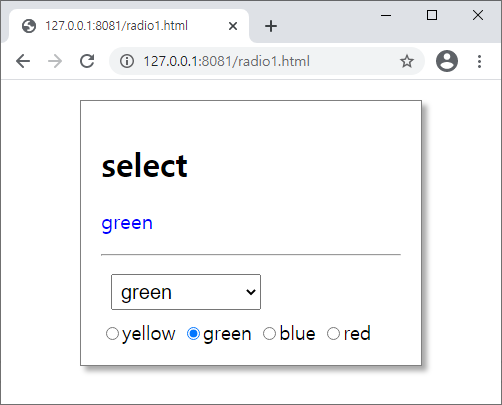 127.0.0.1:8081/radio1.html
127.0.0.1:8081/radio1.html
select
green
green
yellow green blue red